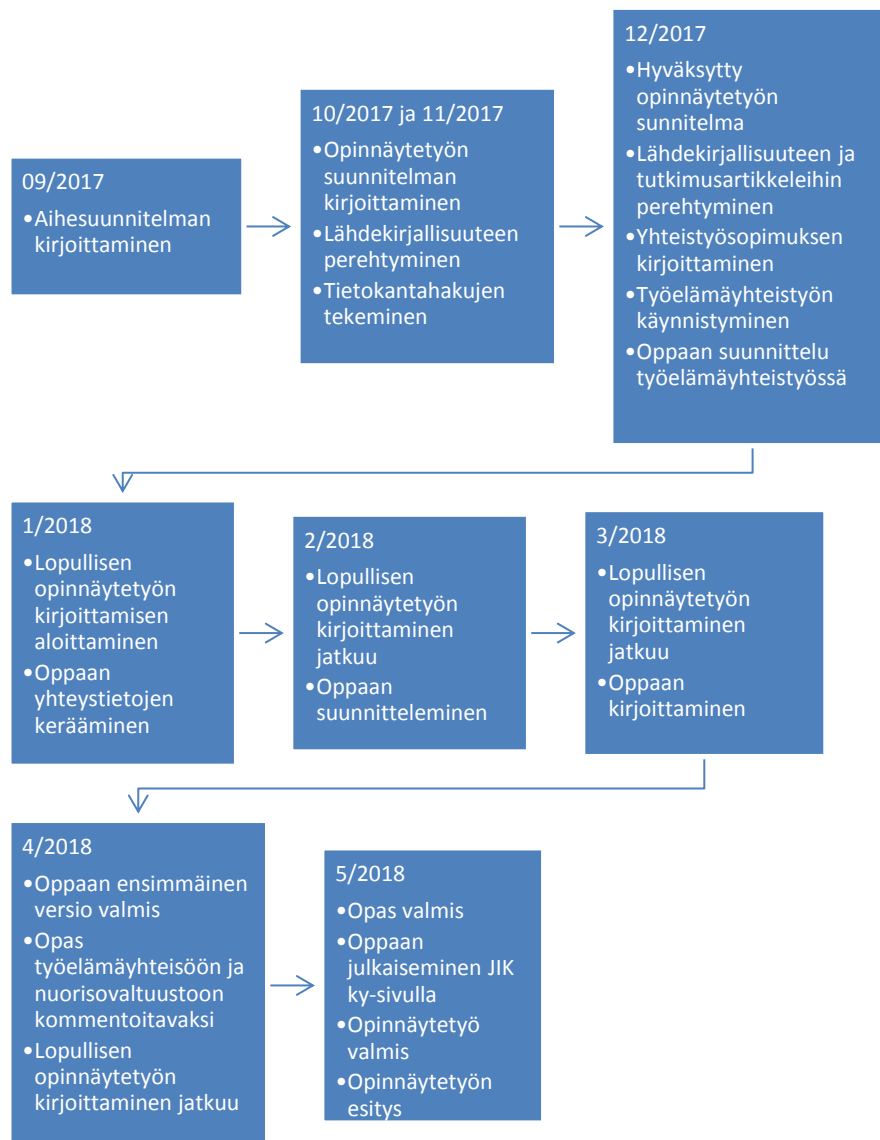 09/2017
•Aihesuunnitelman
kirjoittaminen
10/2017 ja 11/2017
•Opinnäytetyön
suunnitelman
kirjoittaminen
•Lähdekirjallisuuteen
perehtyminen
•Tietokantahakujen
tekeminen
12/2017
•Hyväksytty
opinnäytetyön
sunnitelma
•Lähdekirjallisuuteen ja
tutkimusartikkeleihin
perehtyminen
•Yhteistyösopimuksen
kirjoittaminen
•Työelämäyhteistyön
käynnistyminen
•Oppaan suunnittelu
työelämäyhteistyössä
1/2018
•Lopullisen
opinnäytetyön
kirjoittamisen
aloittaminen
•Oppaan
yhteystietojen
kerääminen
2/2018
•Lopullisen
opinnäytetyön
kirjoittaminen
jatkuu
•Oppaan
suunnitteleminen
3/2018
•Lopullisen
opinnäytetyön
kirjoittaminen
jatkuu
•Oppaan
kirjoittaminen
4/2018
•Oppaan ensimmäinen
versio valmis
•Opas
työelämäyhteisöön ja
nuorisovaltuustoon
kommentoitavaksi
•Lopullisen
opinnäytetyön
kirjoittaminen jatkuu
5/2018
•Opas valmis
•Oppaan
julkaiseminen JIK
ky-sivulla
•Opinnäytetyö
valmis
•Opinnäytetyön
esitys